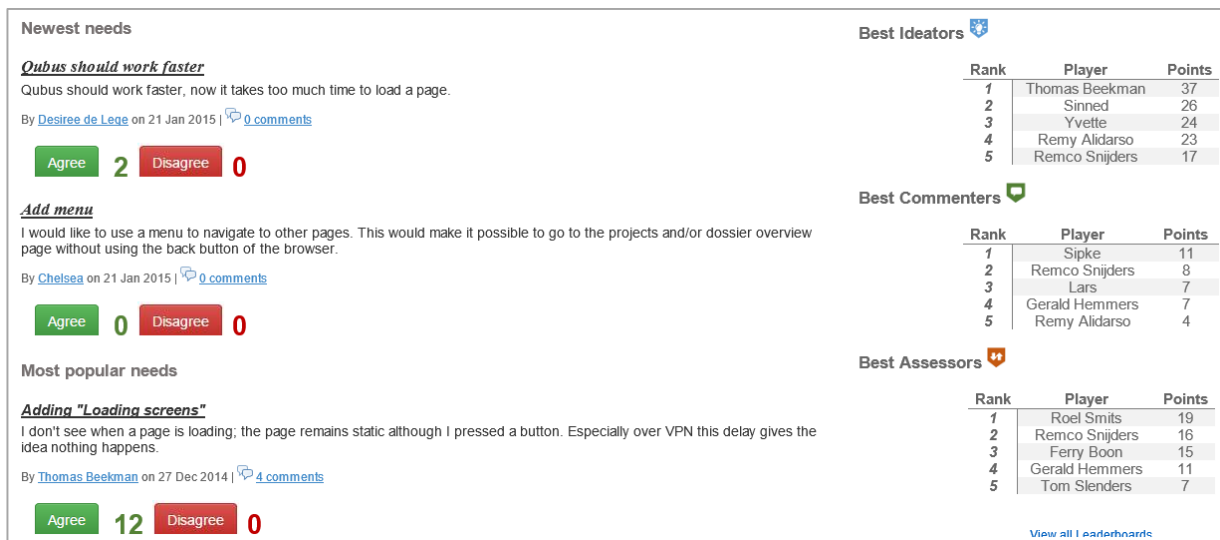 Newest needs
Qubus should work faster
Qubus should work faster, now it takes too much time to load a page.
By Desiree de Lege on 21 Jan 2015 | 0 comments
Agree 2 Disagree 0
Add menu
I would like to use a menu to navigate to other pages. This would make it possible to go to the projects and/or dossier overview
page without using the back button of the browser.
By Chelsea on 21 Jan 2015 | 0 comments
Agree 0 Disagree 0
Most popular needs
Adding "Loading screens"
I don't see when a page is loading; the page remains static although I pressed a button. Especially over VPN this delay gives the
idea nothing happens.
By Thomas Beekman on 27 Dec 2014 | 4 comments
Agree 12 Disagree 0
Best Ideators
Rank Player Points
1 Thomas Beekman 37
2 Sinned 26
3 Yvette 24
4 Remy Alidarso 23
5 Remco Snijders 17
Best Commenters
Rank Player Points
1 Sipke 11
2 Remco Snijders 8
3 Lars 7
4 Gerald Hemmers 7
5 Remy Alidarso 4
Best Assessors
Rank Player Points
1 Roel Smits 19
2 Remco Snijders 16
3 Ferry Boon 15
4 Gerald Hemmers 11
5 Tom Slenders 7
View all Leaderboards